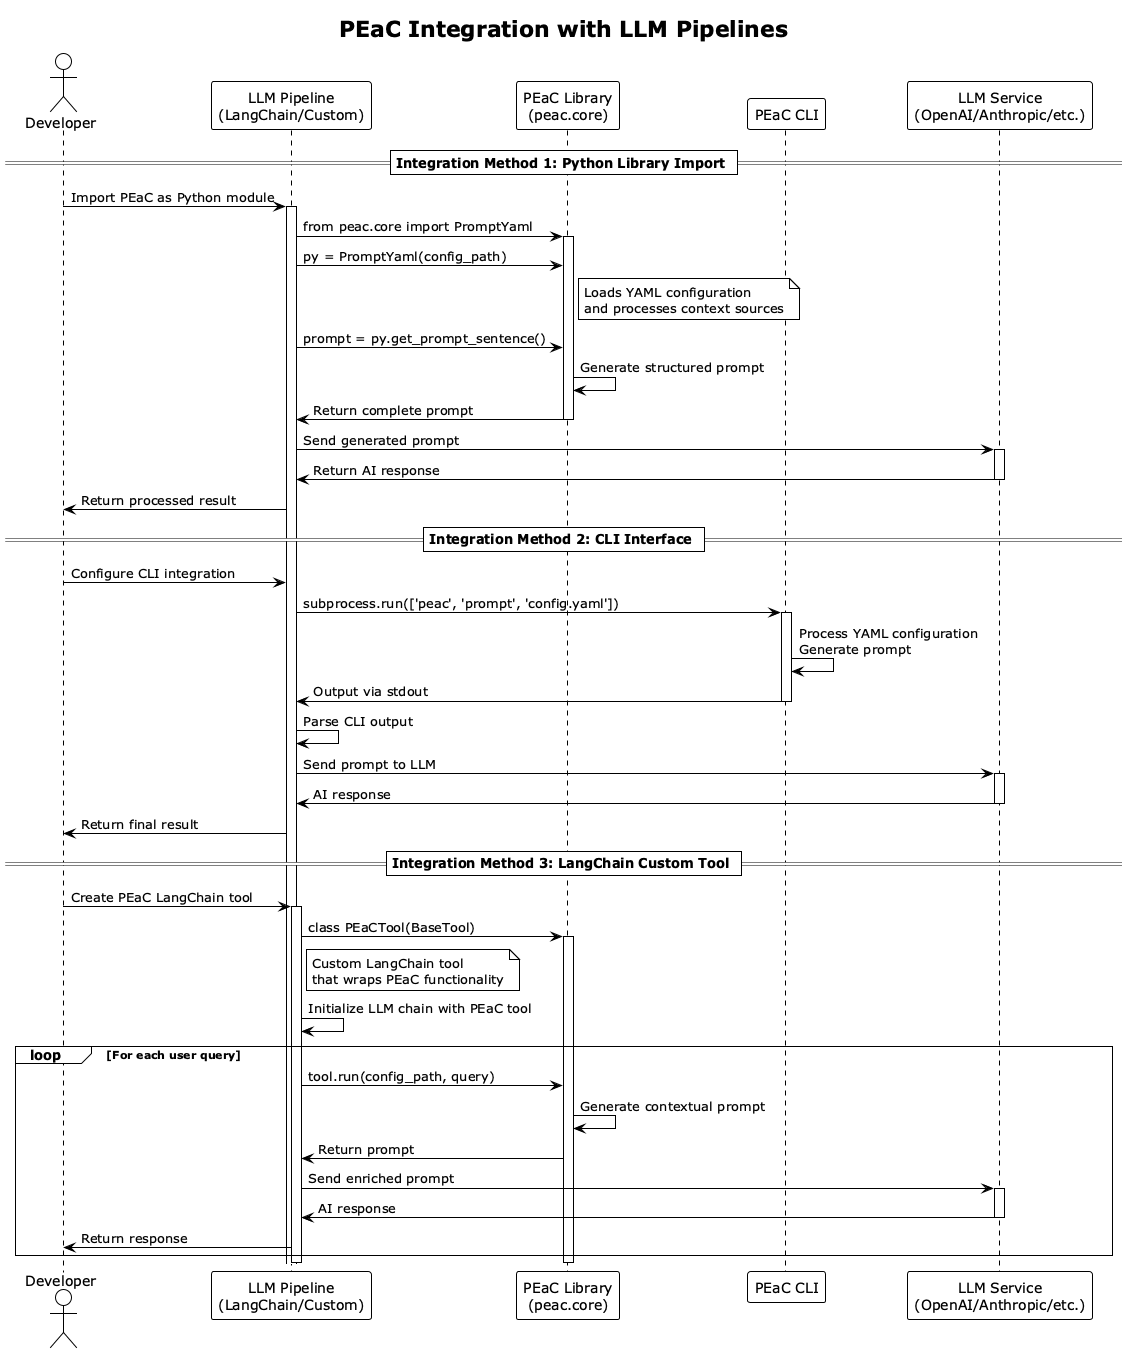 PEaC Integration with LLM Pipelines
Developer
LLM Pipeline
(LangChain/Custom)
PEaC Library
(peac.core)
PEaC CLI
LLM Service
(OpenAI/Anthropic/etc.)
Integration Method 1: Python Library Import
Import PEaC as Python module
from peac.core import PromptYaml
py = PromptYaml(config_path)
Loads YAML configuration
and processes context sources
prompt = py.get_prompt_sentence()
Generate structured prompt
Return complete prompt
Send generated prompt
Return AI response
Return processed result
Integration Method 2: CLI Interface
Configure CLI integration
subprocess.run(['peac', 'prompt', 'config.yaml'])
Process YAML configuration
Generate prompt
Output via stdout
Parse CLI output
Send prompt to LLM
AI response
Return final result
Integration Method 3: LangChain Custom Tool
Create PEaC LangChain tool
class PEaCTool(BaseTool)
Custom LangChain tool
that wraps PEaC functionality
Initialize LLM chain with PEaC tool
loop [For each user query]
tool.run(config_path, query)
Generate contextual prompt
Return prompt
Send enriched prompt
AI response
Return response
Developer
LLM Pipeline
(LangChain/Custom)
PEaC Library
(peac.core)
PEaC CLI
LLM Service
(OpenAI/Anthropic/etc.)